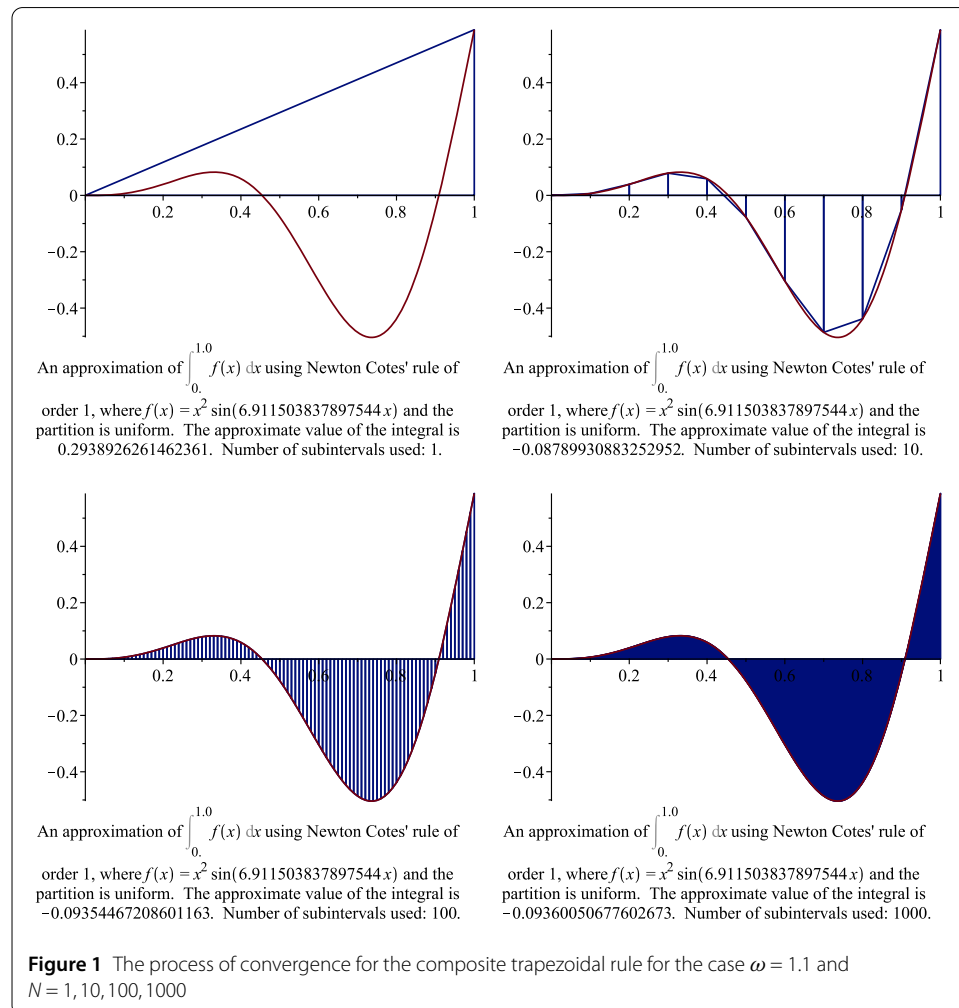 0.4
0.2
0
0.2 0.4 0.6 0.8 1
−0.2
−0.4
An approximation of ∫_{0.}^{1.0} f(x) dx using Newton Cotes' rule of
order 1, where f(x) = x² sin(6.911503837897544 x) and the
partition is uniform. The approximate value of the integral is
0.2938926261462361. Number of subintervals used: 1.
0.4
0.2
0
0.2 0.4 0.6 0.8 1
−0.2
−0.4
An approximation of ∫_{0.}^{1.0} f(x) dx using Newton Cotes' rule of
order 1, where f(x) = x² sin(6.911503837897544 x) and the
partition is uniform. The approximate value of the integral is
−0.08789930883252952. Number of subintervals used: 10.
0.4
0.2
0
0.2 0.4 0.6 0.8 1
−0.2
−0.4
An approximation of ∫_{0.}^{1.0} f(x) dx using Newton Cotes' rule of
order 1, where f(x) = x² sin(6.911503837897544 x) and the
partition is uniform. The approximate value of the integral is
−0.09354467208601163. Number of subintervals used: 100.
0.4
0.2
0
0.2 0.4 0.6 0.8 1
−0.2
−0.4
An approximation of ∫_{0.}^{1.0} f(x) dx using Newton Cotes' rule of
order 1, where f(x) = x² sin(6.911503837897544 x) and the
partition is uniform. The approximate value of the integral is
−0.09360050677602673. Number of subintervals used: 1000.
Figure 1 The process of convergence for the composite trapezoidal rule for the case ω = 1.1 and
N = 1, 10, 100, 1000